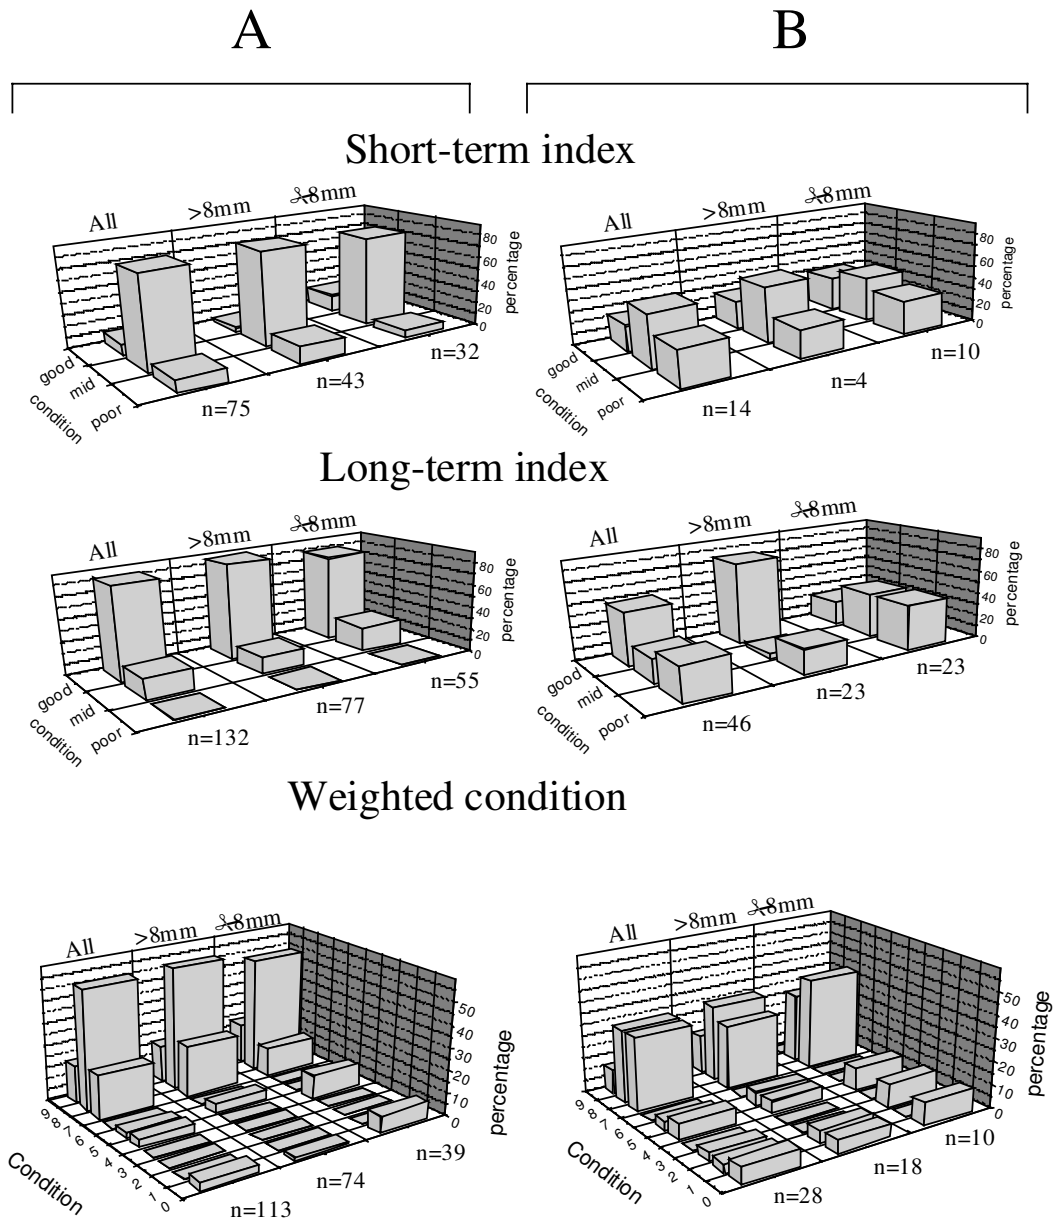 A B
Short-term index
All >8mm ≤8mm
80
60
40
20
0
percentage
good
mid
poor
condition
n=75 n=43 n=32
All >8mm ≤8mm
80
60
40
20
0
percentage
good
mid
poor
condition
n=14 n=4 n=10
Long-term index
All >8mm ≤8mm
80
60
40
20
0
percentage
good
mid
poor
condition
n=132 n=77 n=55
All >8mm ≤8mm
80
60
40
20
0
percentage
good
mid
poor
condition
n=46 n=23 n=23
Weighted condition
All >8mm ✁8mm
50
40
30
20
10
0
percentage
9 8 7 6 5 4 3 2 1 0
Condition
n=113 n=74 n=39
All >8mm ✁8mm
50
40
30
20
10
0
percentage
9 8 7 6 5 4 3 2 1 0
Condition
n=28 n=18 n=10